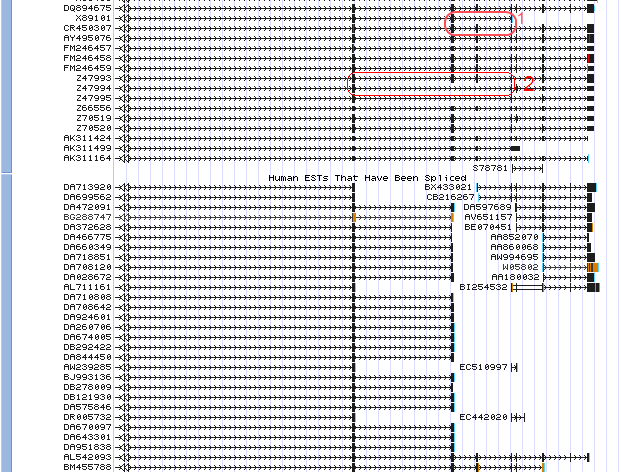 DQ894675
X89101 1
CR450307
AY495076
FM246457
FM246458
FM246459
Z47993
Z47994 2
Z47995
Z66556
Z70519
Z70520
AK311424
AK311499
AK311164
S78781
Human ESTs That Have Been Spliced
DA713920 BX433021
DA699562 CB216267
DA472091 DA597689
BG288747 AV651157
DA372628 BE070451
DA466775 AA852070
DA660349 AA860068
DA718851 AW994695
DA708120 W05802
DA028672 AA180032
AL711161 BI254532
DA710808
DA708642
DA924601
DA260706
DA674005
DB292422
DA844450
AW239285 EC510997
BJ993136
DB278009
DB121930
DA575846
DR005732 EC442020
DA670097
DA643301
DA951838
AL542093
BM455788